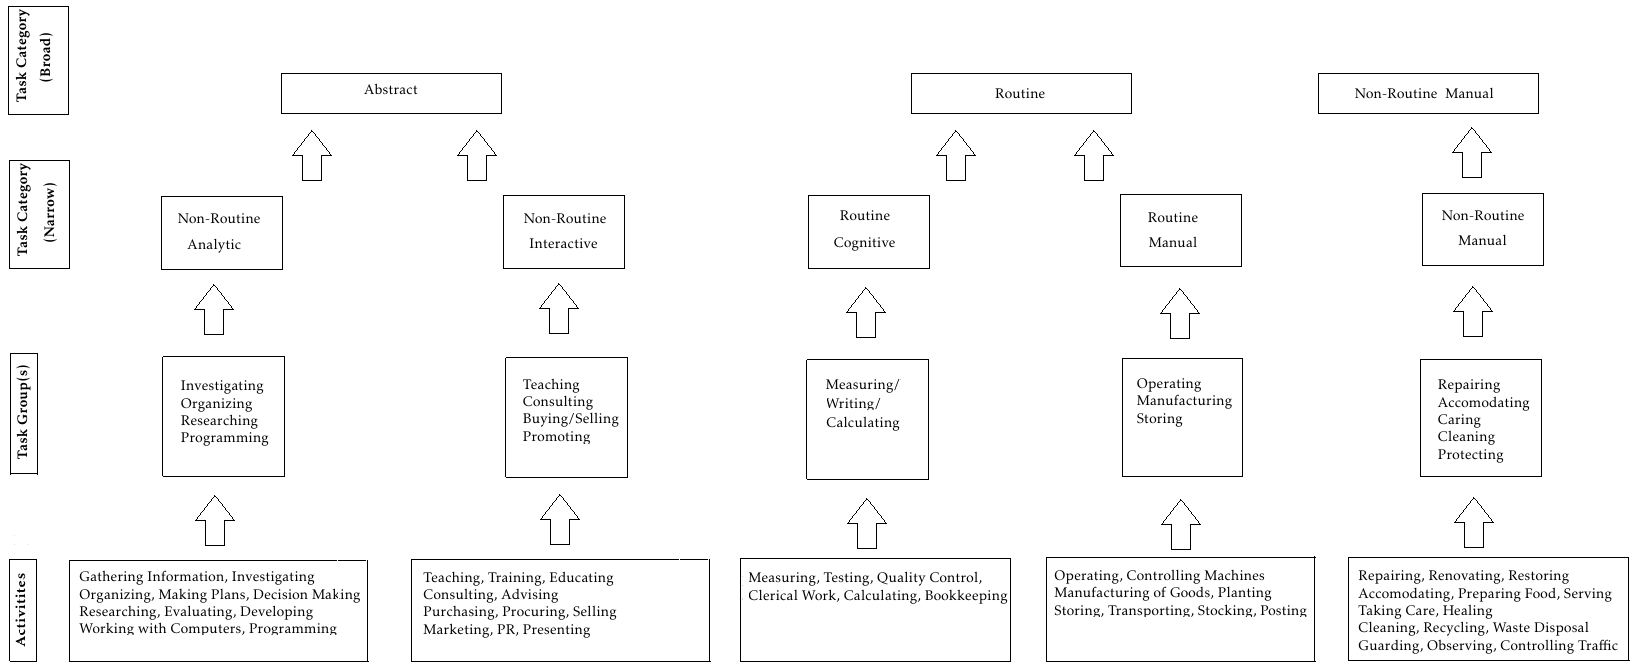 Task Category
(Broad)
Abstract
Routine
Non-Routine Manual
Task Category
(Narrow)
Non-Routine
Analytic
Non-Routine
Interactive
Routine
Cognitive
Routine
Manual
Non-Routine
Manual
Task Group(s)
Investigating
Organizing
Researching
Programming
Teaching
Consulting
Buying/Selling
Promoting
Measuring/
Writing/
Calculating
Operating
Manufacturing
Storing
Repairing
Accomodating
Caring
Cleaning
Protecting
Activitites
Gathering Information, Investigating
Organizing, Making Plans, Decision Making
Researching, Evaluating, Developing
Working with Computers, Programming
Teaching, Training, Educating
Consulting, Advising
Purchasing, Procuring, Selling
Marketing, PR, Presenting
Measuring, Testing, Quality Control,
Clerical Work, Calculating, Bookkeeping
Operating, Controlling Machines
Manufacturing of Goods, Planting
Storing, Transporting, Stocking, Posting
Repairing, Renovating, Restoring
Accomodating, Preparing Food, Serving
Taking Care, Healing
Cleaning, Recycling, Waste Disposal
Guarding, Observing, Controlling Traffic